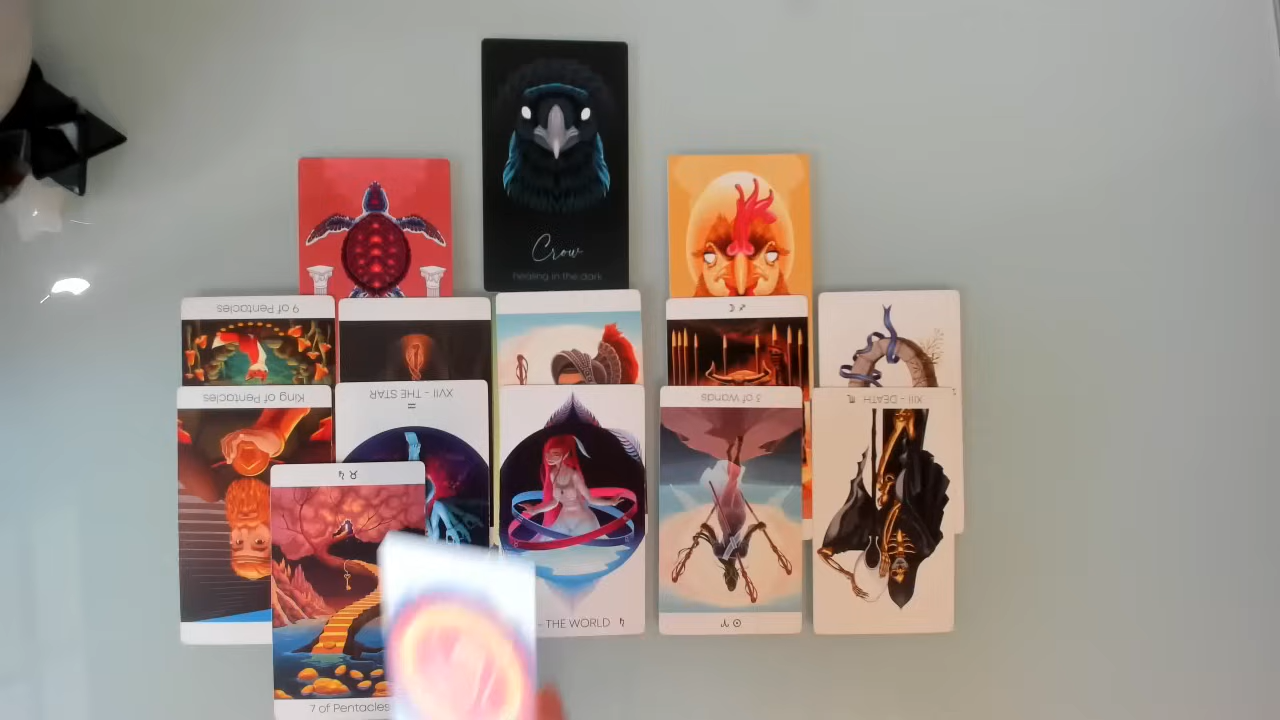 Crow
healing in the dark
9 of Pentacles
King of Pentacles
XVII - THE STAR
3 of Wands
XIII - DEATH
- THE WORLD
7 of Pentacles